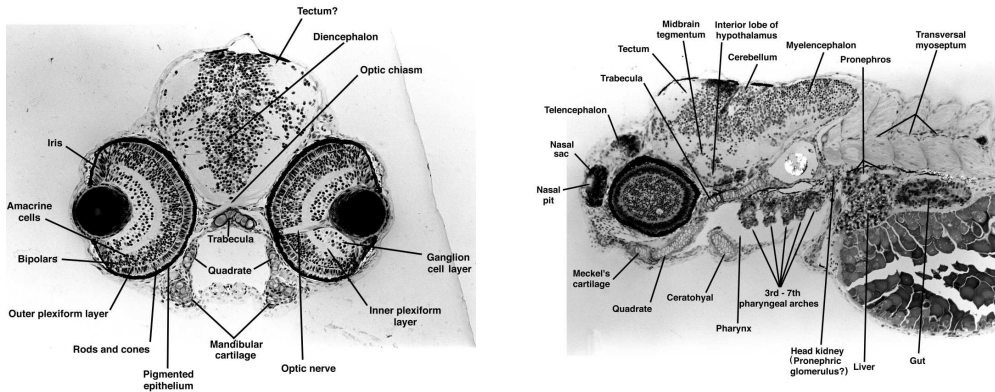 Tectum?
Diencephalon
Optic chiasm
Iris
Amacrine
cells
Bipolars
Outer plexiform layer
Rods and cones
Pigmented
epithelium
Trabecula
Quadrate
Mandibular
cartilage
Optic nerve
Inner plexiform
layer
Ganglion
cell layer
Midbrain
tegmentum
Interior lobe of
hypothalamus
Tectum
Cerebellum
Myelencephalon
Transversal
myoseptum
Pronephros
Trabecula
Telencephalon
Nasal
sac
Nasal
pit
Meckel's
cartilage
Quadrate
Ceratohyal
Pharynx
3rd - 7th
pharyngeal arches
Head kidney
(Pronephric
glomerulus?)
Liver
Gut